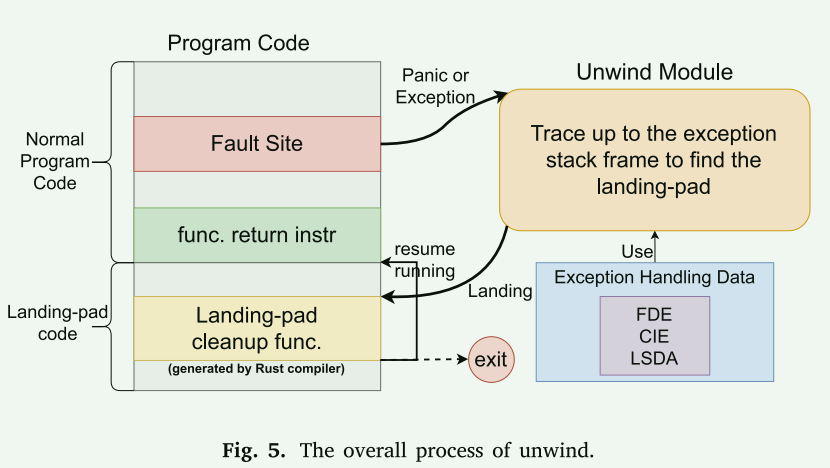 Program Code
Unwind Module
Panic or
Exception
Normal
Program
Code
Fault Site
Trace up to the exception
stack frame to find the
landing-pad
func. return instr
resume
running
Use
Landing
Exception Handling Data
Landing-pad
code
Landing-pad
cleanup func.
(generated by Rust compiler)
exit
FDE
CIE
LSDA
Fig. 5. The overall process of unwind.